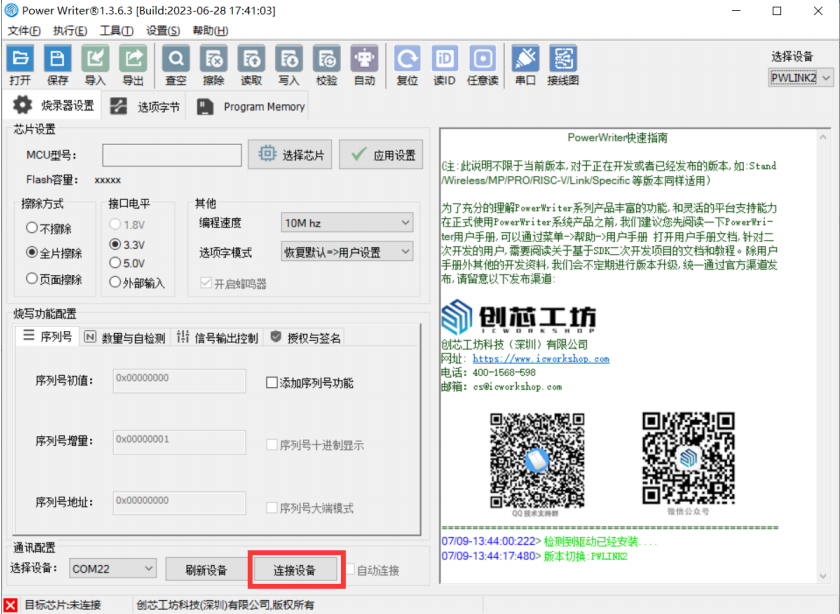 Power Writer®1.3.6.3 [Build:2023-06-28 17:41:03]
文件(F) 执行(E) 工具(T) 设置(S) 帮助(H)
打开 保存 导入 导出 查空 擦除 读取 写入 校验 自动 复位 读ID 任意读 串口 接线图
选择设备
PWLINK2
烧录器设置 选项字节 Program Memory
芯片设置
MCU型号: 选择芯片 应用设置
Flash容量: xxxxx
擦除方式
不擦除
全片擦除
页面擦除
接口电平
1.8V
3.3V
5.0V
外部输入
其他
编程速度 10M hz
选项字模式 恢复默认=>用户设置
开启蜂鸣器
烧写功能配置
序列号 数量与自检测 信号输出控制 授权与签名
序列号初值: 0x00000000 添加序列号功能
序列号增量: 0x00000001 序列号十进制显示
序列号地址: 0x00000000 序列号大端模式
通讯配置
选择设备: COM22 刷新设备 连接设备 自动连接
PowerWriter快速指南
(注:此说明不限于当前版本,对于正在开发或者已经发布的版本,如:Stand
/Wireless/MP/PRO/RISC-V/Link/Specific 等版本同样适用)
为了充分的理解PowerWriter系列产品丰富的功能,和灵活的平台支持能力
在正式使用PowerWriter系统产品之前,我们建议您先阅读一下PowerWri-
ter用户手册,可以通过菜单->帮助->用户手册 打开用户手册文档,针对二
次开发的用户,需要阅读关于基于SDK二次开发项目的文档和教程。除用户
手册外其他的开发资料,我们会不定期进行版本升级,统一通过官方渠道发
布,请留意以下发布渠道:
创芯工坊
ICWORKSHOP
创芯工坊科技（深圳）有限公司
网址: https://www.icworkshop.com
电话: 400-1568-598
邮箱: cs@icworkshop.com
QQ 技术支持群 微信公众号
07/09-13:44:00:222> 检测到驱动已经安装....
07/09-13:44:17:480> 版本切换:PWLINK2
目标芯片:未连接 创芯工坊科技(深圳)有限公司,版权所有